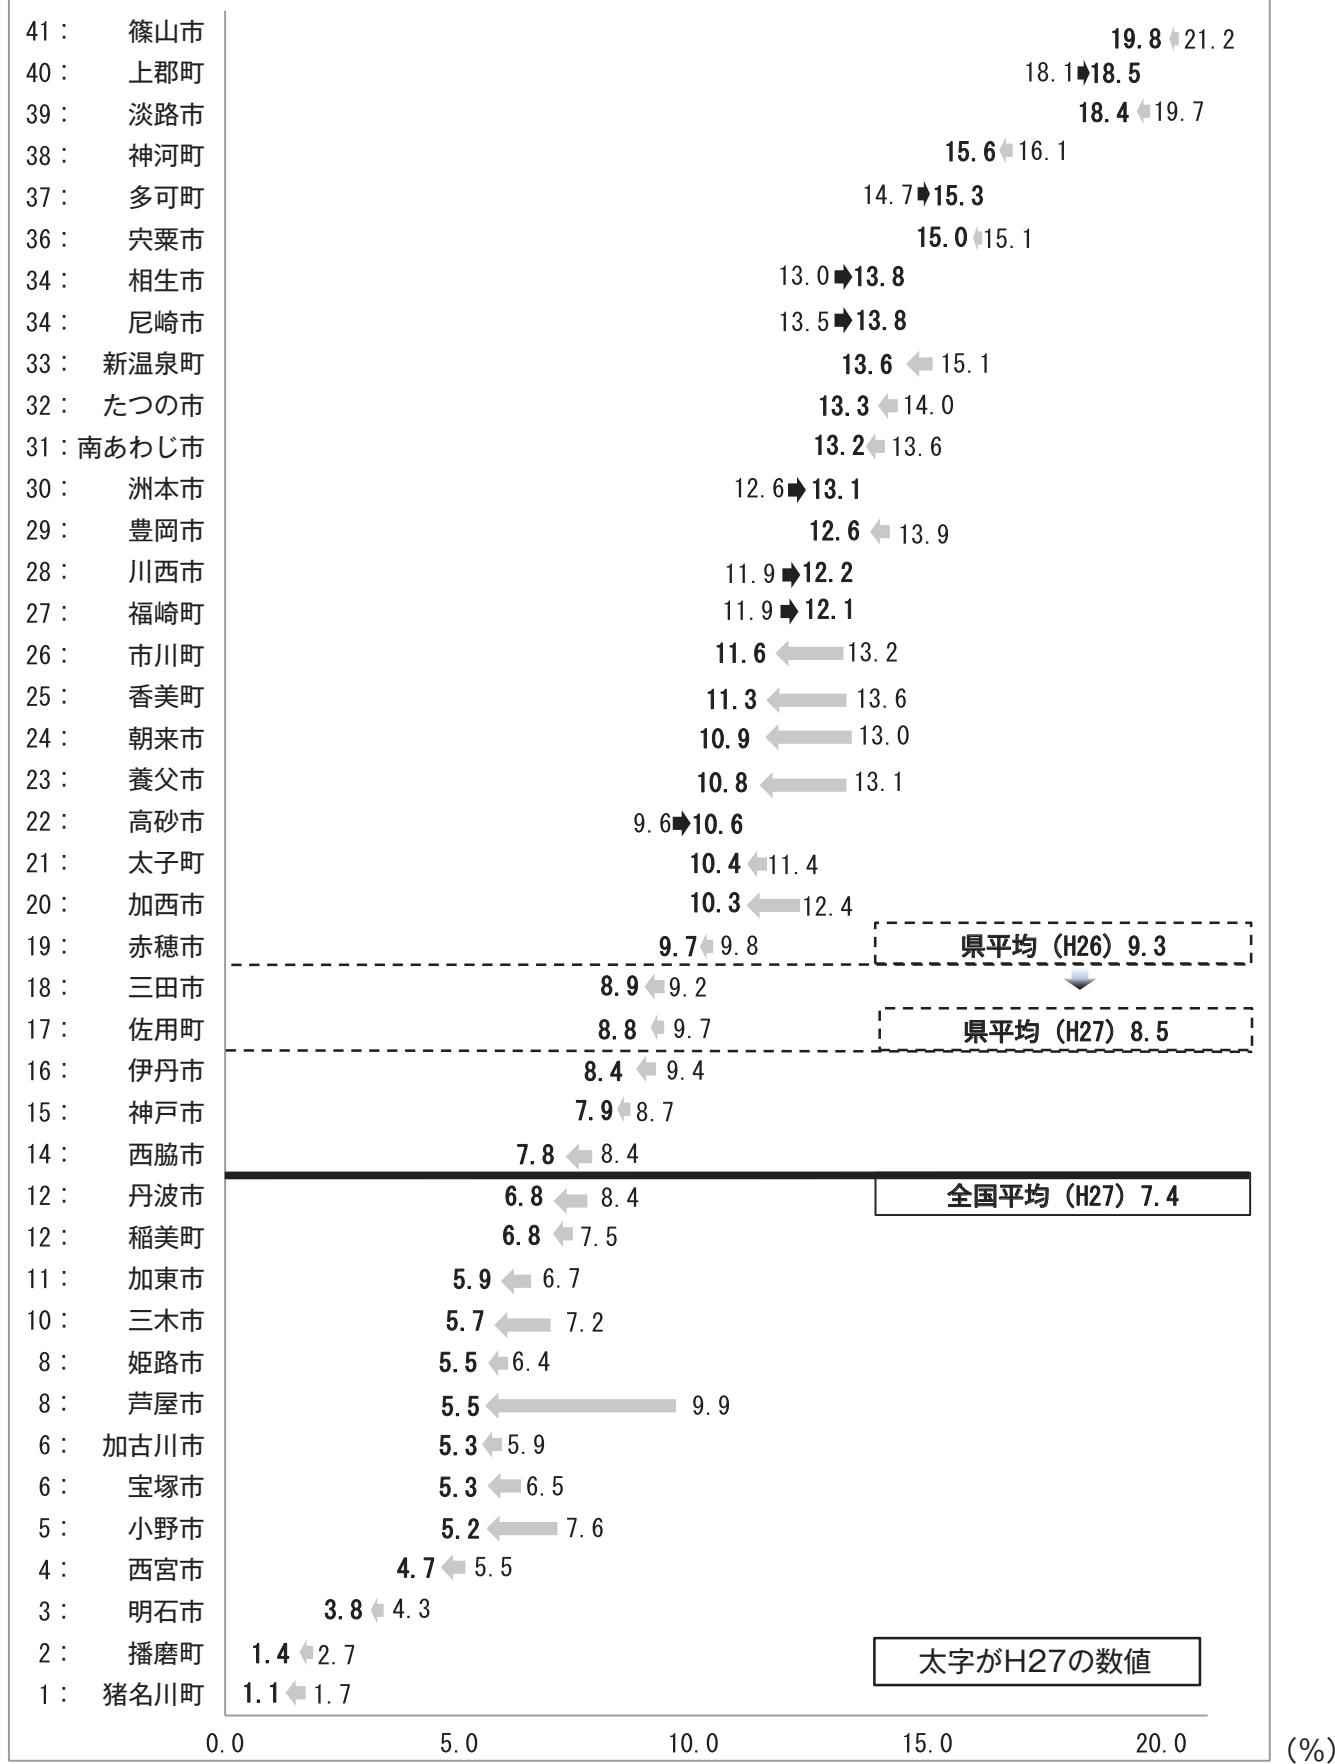 41： 篠山市 19.8 21.2
40： 上郡町 18.1 18.5
39： 淡路市 18.4 19.7
38： 神河町 15.6 16.1
37： 多可町 14.7 15.3
36： 宍粟市 15.0 15.1
34： 相生市 13.0 13.8
34： 尼崎市 13.5 13.8
33： 新温泉町 13.6 15.1
32： たつの市 13.3 14.0
31：南あわじ市 13.2 13.6
30： 洲本市 12.6 13.1
29： 豊岡市 12.6 13.9
28： 川西市 11.9 12.2
27： 福崎町 11.9 12.1
26： 市川町 11.6 13.2
25： 香美町 11.3 13.6
24： 朝来市 10.9 13.0
23： 養父市 10.8 13.1
22： 高砂市 9.6 10.6
21： 太子町 10.4 11.4
20： 加西市 10.3 12.4
19： 赤穂市 9.7 9.8 県平均（H26）9.3
18： 三田市 8.9 9.2
17： 佐用町 8.8 9.7 県平均（H27）8.5
16： 伊丹市 8.4 9.4
15： 神戸市 7.9 8.7
14： 西脇市 7.8 8.4
12： 丹波市 6.8 8.4 全国平均（H27）7.4
12： 稲美町 6.8 7.5
11： 加東市 5.9 6.7
10： 三木市 5.7 7.2
8： 姫路市 5.5 6.4
8： 芦屋市 5.5 9.9
6： 加古川市 5.3 5.9
6： 宝塚市 5.3 6.5
5： 小野市 5.2 7.6
4： 西宮市 4.7 5.5
3： 明石市 3.8 4.3
2： 播磨町 1.4 2.7 太字がH27の数値
1： 猪名川町 1.1 1.7
0.0 5.0 10.0 15.0 20.0 (%)